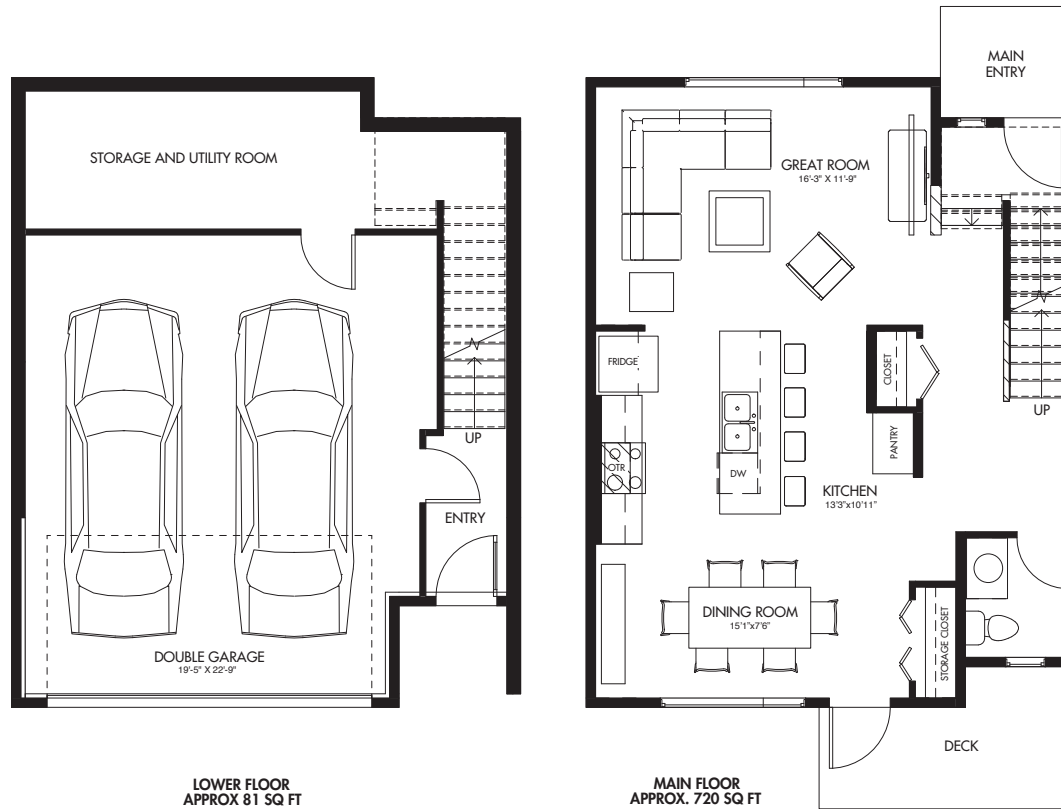 STORAGE AND UTILITY ROOM
UP
ENTRY
DOUBLE GARAGE
19'-5" X 22'-9"
LOWER FLOOR
APPROX 81 SQ FT
MAIN
ENTRY
GREAT ROOM
16'-3" X 11'-9"
FRIDGE
CLOSET
UP
PANTRY
OTR
DW
KITCHEN
13'3"x10'11"
DINING ROOM
15'1"x7'6"
STORAGE CLOSET
DECK
MAIN FLOOR
APPROX. 720 SQ FT